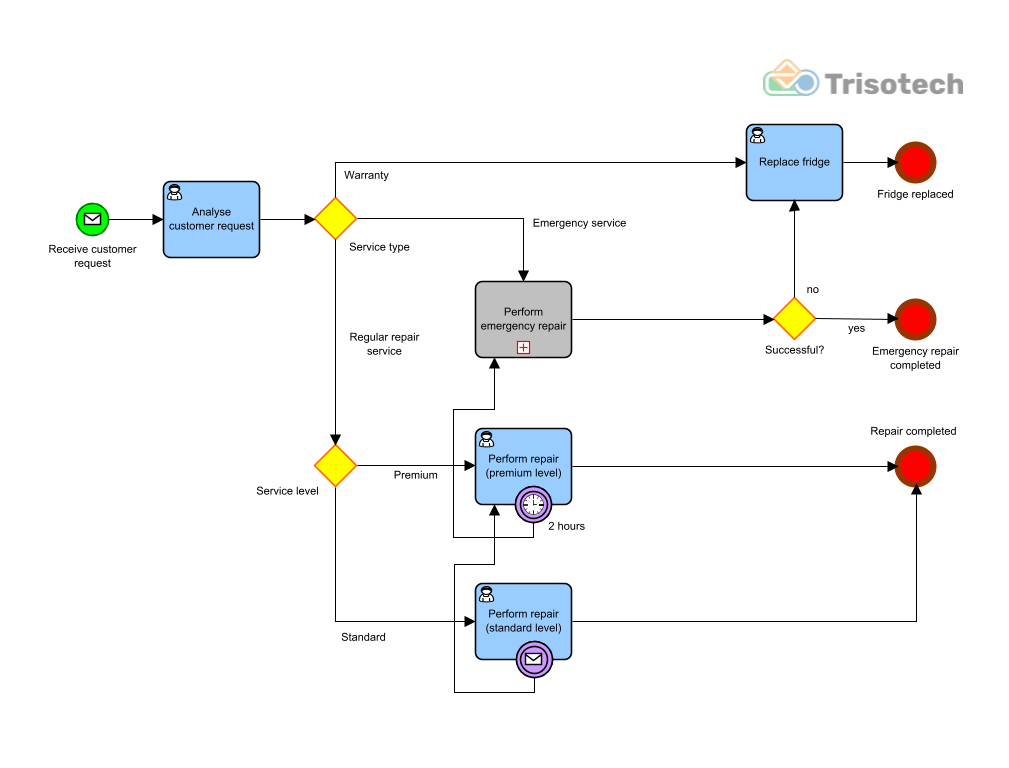 Trisotech
Replace fridge
Fridge replaced
Warranty
Analyse
customer request
Receive customer
request
Service type
Emergency service
Perform
emergency repair
no
yes
Successful?
Emergency repair
completed
Regular repair
service
Repair completed
Perform repair
(premium level)
Premium
Service level
2 hours
Perform repair
(standard level)
Standard